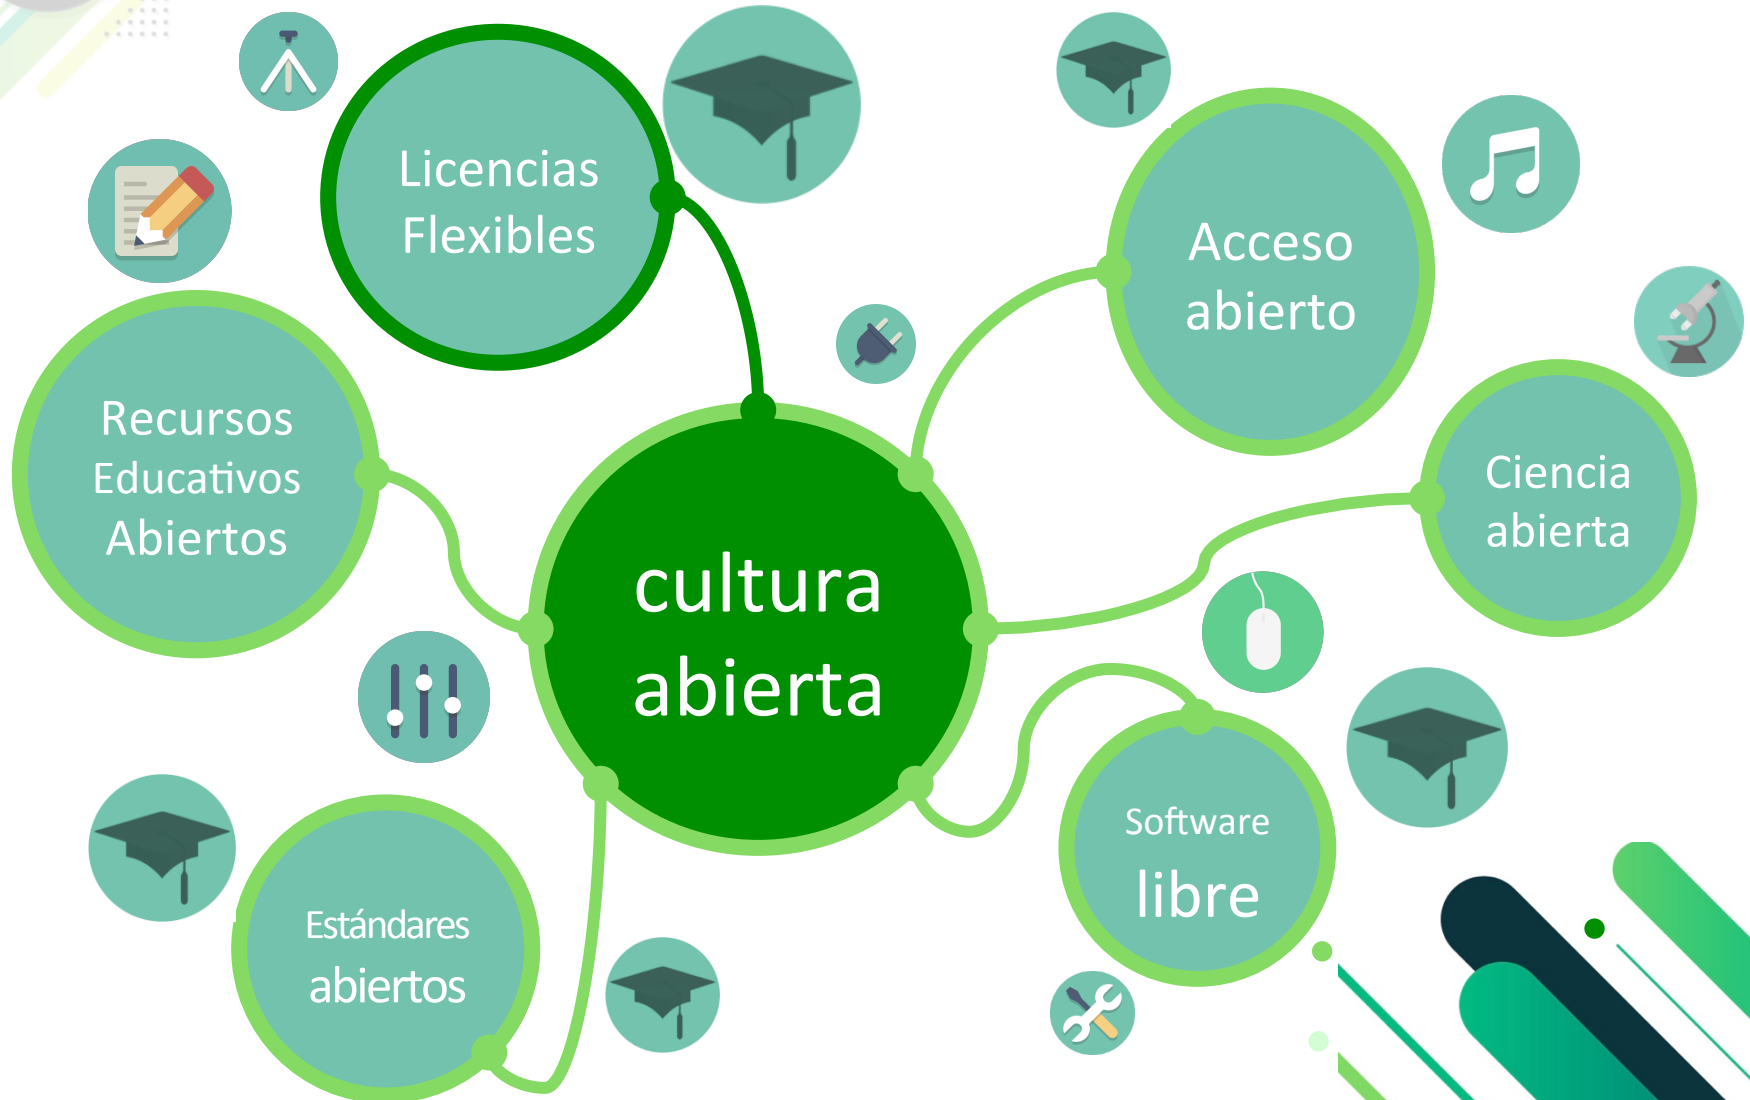 Licencias
Flexibles
Acceso
abierto
Recursos
Educativos
Abiertos
Ciencia
abierta
cultura
abierta
Software
libre
Estándares
abiertos